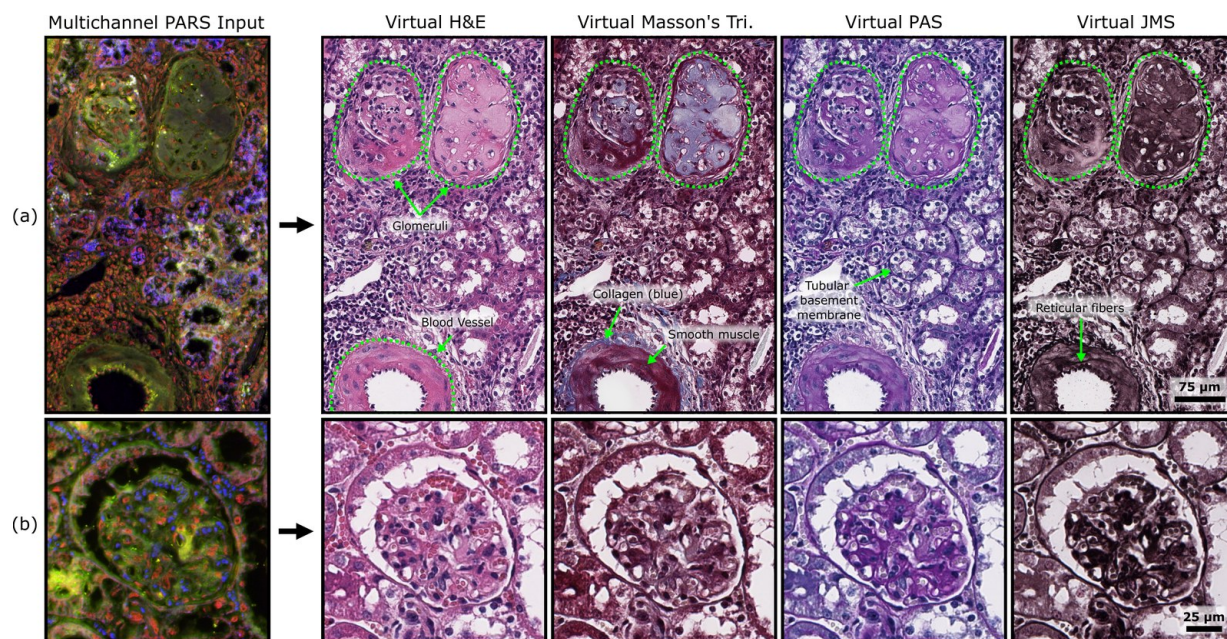 Multichannel PARS Input
Virtual H&E
Virtual Masson's Tri.
Virtual PAS
Virtual JMS
(a)
Glomeruli
Blood Vessel
Collagen (blue)
Smooth muscle
Tubular
basement
membrane
Reticular fibers
75 µm
(b)
25 µm